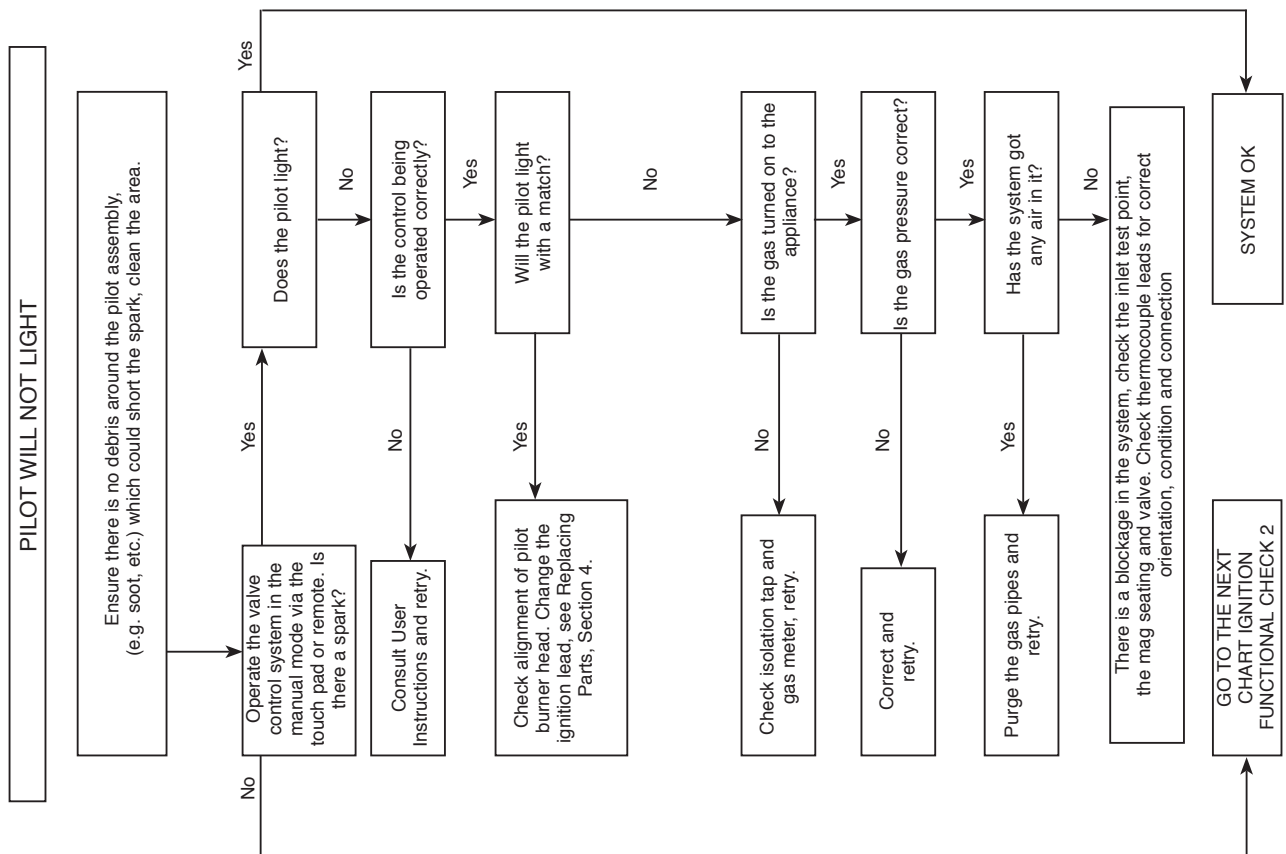 PILOT WILL NOT LIGHT
Ensure there is no debris around the pilot assembly,
(e.g. soot, etc.) which could short the spark, clean the area.
Operate the valve
control system in the
manual mode via the
touch pad or remote. Is
there a spark?
No
Yes
Does the pilot light?
Yes
No
Is the control being
operated correctly?
No
Consult User
Instructions and retry.
Yes
Will the pilot light
with a match?
Yes
Check alignment of pilot
burner head. Change the
ignition lead, see Replacing
Parts, Section 4.
No
Is the gas turned on to the
appliance?
No
Check isolation tap and
gas meter, retry.
Yes
Is the gas pressure correct?
No
Correct and
retry.
Yes
Has the system got
any air in it?
Yes
Purge the gas pipes and
retry.
No
There is a blockage in the system, check the inlet test point,
the mag seating and valve. Check thermocouple leads for correct
orientation, condition and connection
GO TO THE NEXT
CHART IGNITION
FUNCTIONAL CHECK 2
SYSTEM OK